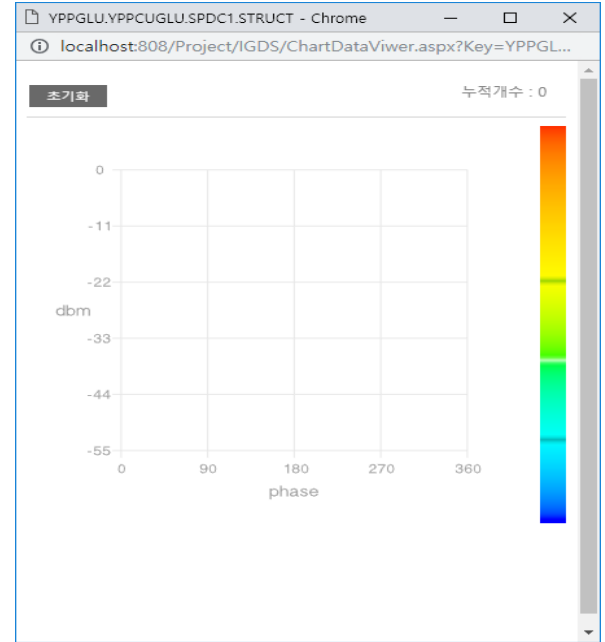 YPPGLU.YPPCUGLU.SPDC1.STRUCT - Chrome
localhost:808/Project/IGDS/ChartDataViwer.aspx?Key=YPPGL...
초기화
누적개수 : 0
0
-11
-22
dbm
-33
-44
-55
0 90 180 270 360
phase